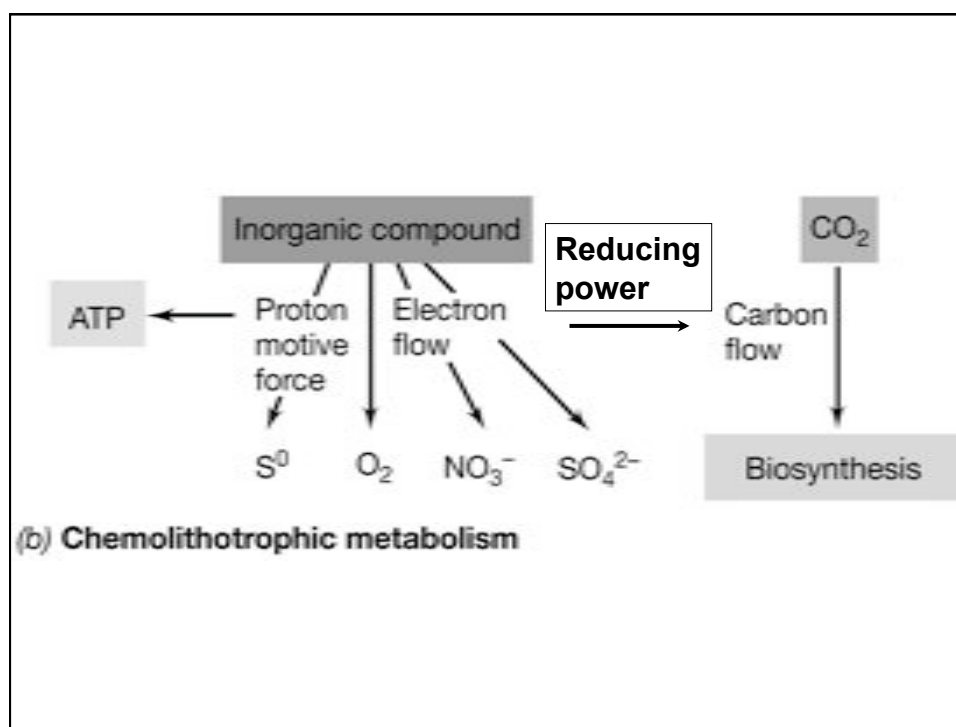 Inorganic compound
Reducing
power
CO₂
ATP
Proton
motive
force
Electron
flow
Carbon
flow
S⁰
O₂
NO₃⁻
SO₄²⁻
Biosynthesis
(b) Chemolithotrophic metabolism